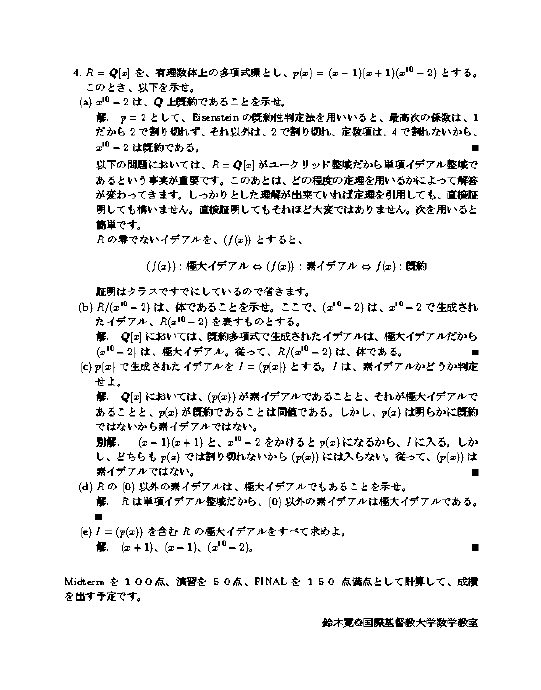 4. R = Q[x] を、有理数体上の多項式環とし、p(x) = (x − 1)(x + 1)(x¹⁰ − 2) とする。
このとき、以下を示せ。
(a) x¹⁰ − 2 は、Q 上既約であることを示せ。
解. p = 2 として、Eisenstein の既約性判定法を用いいると、最高次の係数は、1
だから 2 で割り切れず、それ以外は、2 で割り切れ、定数項は、4 で割れないから、
x¹⁰ − 2 は既約である。 ■
以下の問題においては、R = Q[x] がユークリッド整域だから単項イデアル整域で
あるという事実が重要です。このあとは、どの程度の定理を用いるかによって解答
が変わってきます。しっかりとした理解が出来ていれば定理を引用しても、直接証
明しても構いません。直接証明してもそれほど大変ではありません。次を用いると
簡単です。
R の零でないイデアルを、(f(x)) とすると、
(f(x)) : 極大イデアル ⇔ (f(x)) : 素イデアル ⇔ f(x) : 既約
証明はクラスですでにしているので省きます。
(b) R/(x¹⁰ − 2) は、体であることを示せ。ここで、(x¹⁰ − 2) は、x¹⁰ − 2 で生成され
たイデアル、R(x¹⁰ − 2) を表すものとする。
解. Q[x] においては、既約多項式で生成されたイデアルは、極大イデアルだから
(x¹⁰ − 2) は、極大イデアル。従って、R/(x¹⁰ − 2) は、体である。 ■
(c) p(x) で生成されたイデアルを I = (p(x)) とする。I は、素イデアルかどうか判定
せよ。
解. Q[x] においては、(p(x)) が素イデアルであることと、それが極大イデアルで
あることと、p(x) が既約であることは同値である。しかし、p(x) は明らかに既約
ではないから素イデアルではない。
別解. (x − 1)(x + 1) と、x¹⁰ − 2 をかけると p(x) になるから、I に入る。しか
し、どちらも p(x) では割り切れないから (p(x)) には入らない。従って、(p(x)) は
素イデアルではない。 ■
(d) R の {0} 以外の素イデアルは、極大イデアルでもあることを示せ。
解. R は単項イデアル整域だから、{0} 以外の素イデアルは極大イデアルである。
■
(e) I = (p(x)) を含む R の極大イデアルをすべて求めよ。
解. (x + 1)、(x − 1)、(x¹⁰ − 2)。 ■
Midterm を 100点、演習を 50点、FINAL を 150 点満点として計算して、成績
を出す予定です。
鈴木寛@国際基督教大学数学教室